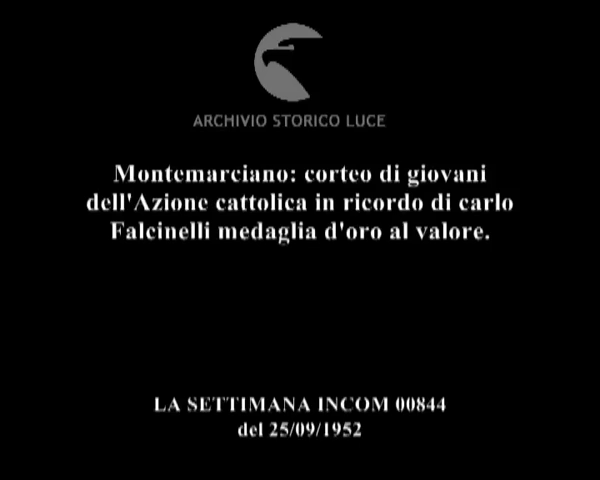 ARCHIVIO STORICO LUCE
Montemarciano: corteo di giovani
dell'Azione cattolica in ricordo di carlo
Falcinelli medaglia d'oro al valore.
LA SETTIMANA INCOM 00844
del 25/09/1952